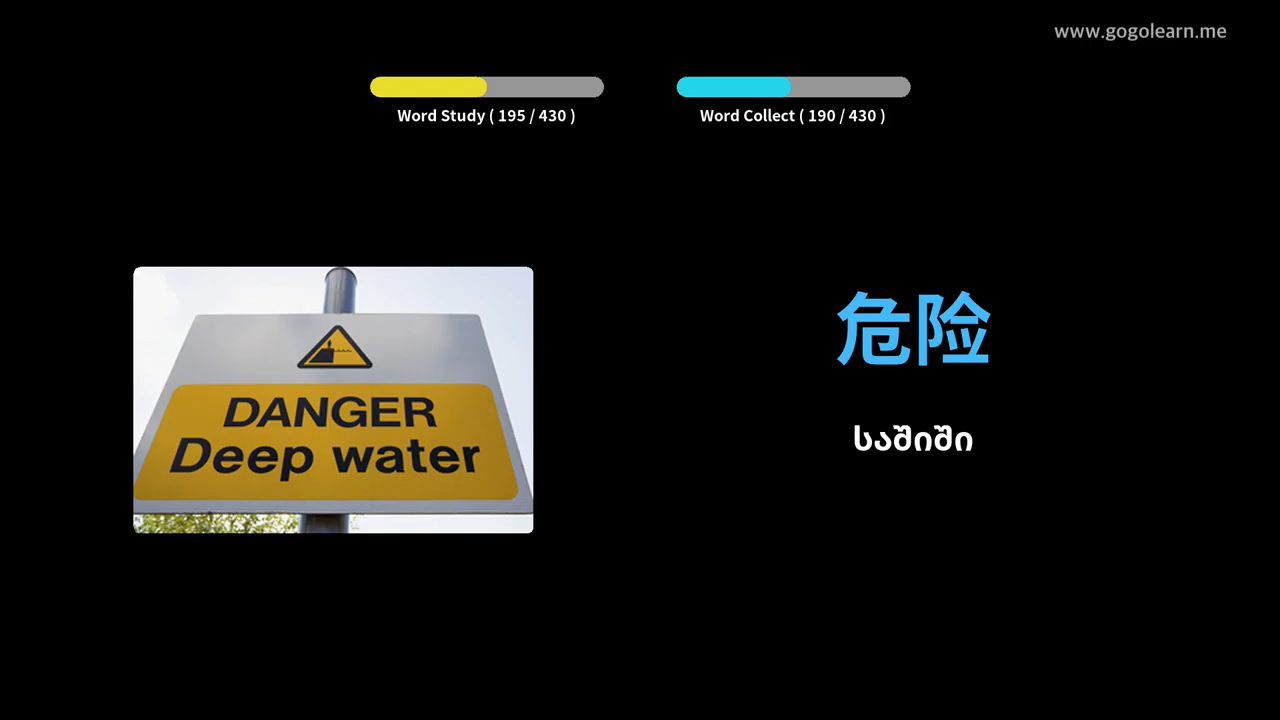 www.gogolearn.me
Word Study ( 195 / 430 )
Word Collect ( 190 / 430 )
DANGER
Deep water
危险
საშიში